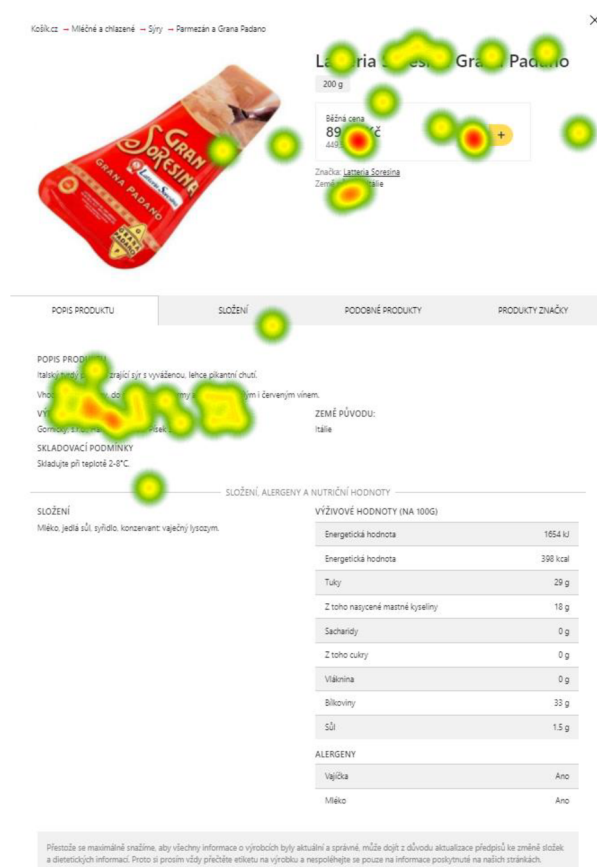 Košík.cz → Mléčné a chlazené → Sýry → Parmezán a Grana Padano
Grana Padano
200 g
GRAN
SORESINA
Latteria Soresina
GRANA PADANO
GRANA
PADANO
Běžná cena
89
449
+
Značka: Latteria Soresina
POPIS PRODUKTU
SLOŽENÍ
PODOBNÉ PRODUKTY
PRODUKTY ZNAČKY
POPIS
Italský zrající sýr s vyváženou, lehce pikantní chutí.
i červeným vínem.
ZEMĚ PŮVODU:
Itálie
SKLADOVACÍ PODMÍNKY
Skladujte při teplotě 2-8°C.
SLOŽENÍ, ALERGENY A NUTRIČNÍ HODNOTY
SLOŽENÍ
Mléko, jedlá sůl, syřidlo, konzervant: vaječný lysozym.
VÝŽIVOVÉ HODNOTY (NA 100G)
Energetická hodnota 1654 kJ
Energetická hodnota 398 kcal
Tuky 29 g
Z toho nasycené mastné kyseliny 18 g
Sacharidy 0 g
Z toho cukry 0 g
Vláknina 0 g
Bílkoviny 33 g
Sůl 1.5 g
ALERGENY
Vajíčka Ano
Mléko Ano
Přestože se maximálně snažíme, aby všechny informace o výrobcích byly aktuální a správné, může dojít z důvodu aktualizace předpisů ke změně složek
a dietetických informací. Proto si prosím vždy přečtěte etiketu na výrobku a nespoléhejte se pouze na informace poskytnuté na našich stránkách.